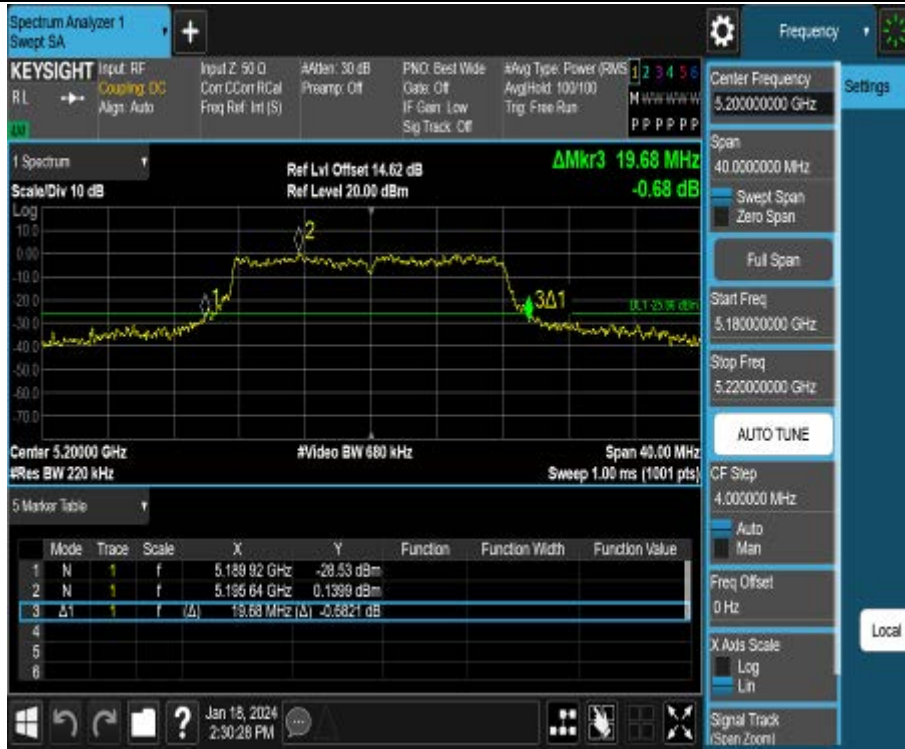 Spectrum Analyzer 1
Swept SA
+
Frequency
KEYSIGHT
RL
Input: RF
Coupling: DC
Align: Auto
Input Z: 50 Ω
Corr CCorr RCal
Freq Ref: Int (S)
#Atten: 30 dB
Preamp: Off
PNO: Best Wide
Gate: Off
IF Gain: Low
Sig Track: Off
#Avg Type: Power (RMS
Avg|Hold: 100/100
Trig: Free Run
1 2 3 4 5 6
M W W W W W
P P P P P P
1 Spectrum
Scale/Div 10 dB
Log
Ref Lvl Offset 14.62 dB
Ref Level 20.00 dBm
ΔMkr3 19.68 MHz
-0.68 dB
10.0
0.00
-10.0
-20.0
-30.0
-40.0
-50.0
-60.0
-70.0
1
2
3Δ1
Center 5.20000 GHz
#Video BW 680 kHz
Span 40.00 MHz
#Res BW 220 kHz
Sweep 1.00 ms (1001 pts)
5 Marker Table
Mode Trace Scale X Y Function Function Width Function Value
1 N 1 f 5.189 92 GHz -28.53 dBm
2 N 1 f 5.195 64 GHz 0.1399 dBm
3 Δ1 1 f (Δ) 19.68 MHz (Δ) -0.6821 dB
4
5
6
Jan 18, 2024
2:30:28 PM
?
Center Frequency
5.200000000 GHz
Settings
Span
40.0000000 MHz
Swept Span
Zero Span
Full Span
Start Freq
5.180000000 GHz
Stop Freq
5.220000000 GHz
AUTO TUNE
CF Step
4.000000 MHz
Auto
Man
Freq Offset
0 Hz
X Axis Scale
Log
Lin
Signal Track
(Span Zoom)
Local